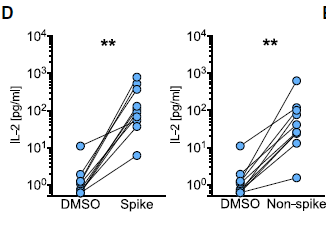 D
**
IL-2 [pg/ml]
10⁴
10³
10²
10¹
10⁰
DMSO Spike
**
IL-2 [pg/ml]
10⁴
10³
10²
10¹
10⁰
DMSO Non-spike